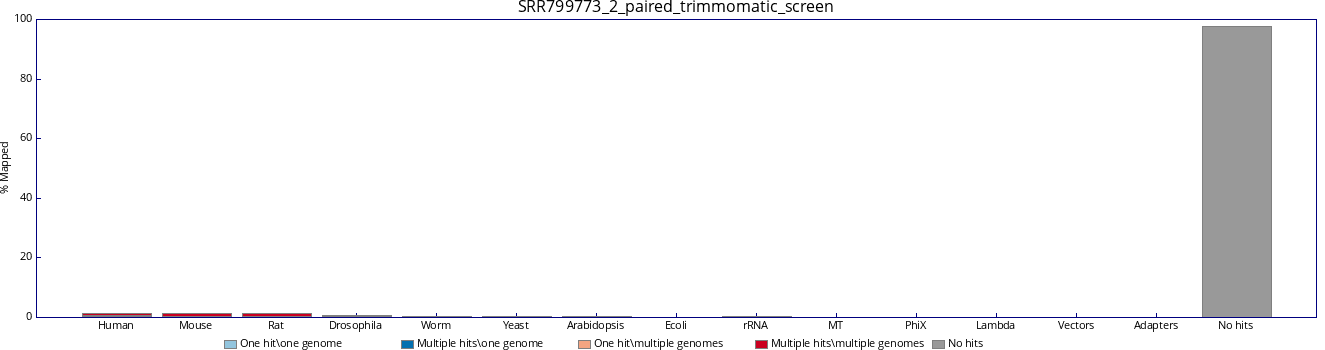 SRR799773_2_paired_trimmomatic_screen
100
80
60
40
20
0
% Mapped
Human Mouse Rat Drosophila Worm Yeast Arabidopsis Ecoli rRNA MT PhiX Lambda Vectors Adapters No hits
One hit\one genome Multiple hits\one genome One hit\multiple genomes Multiple hits\multiple genomes No hits